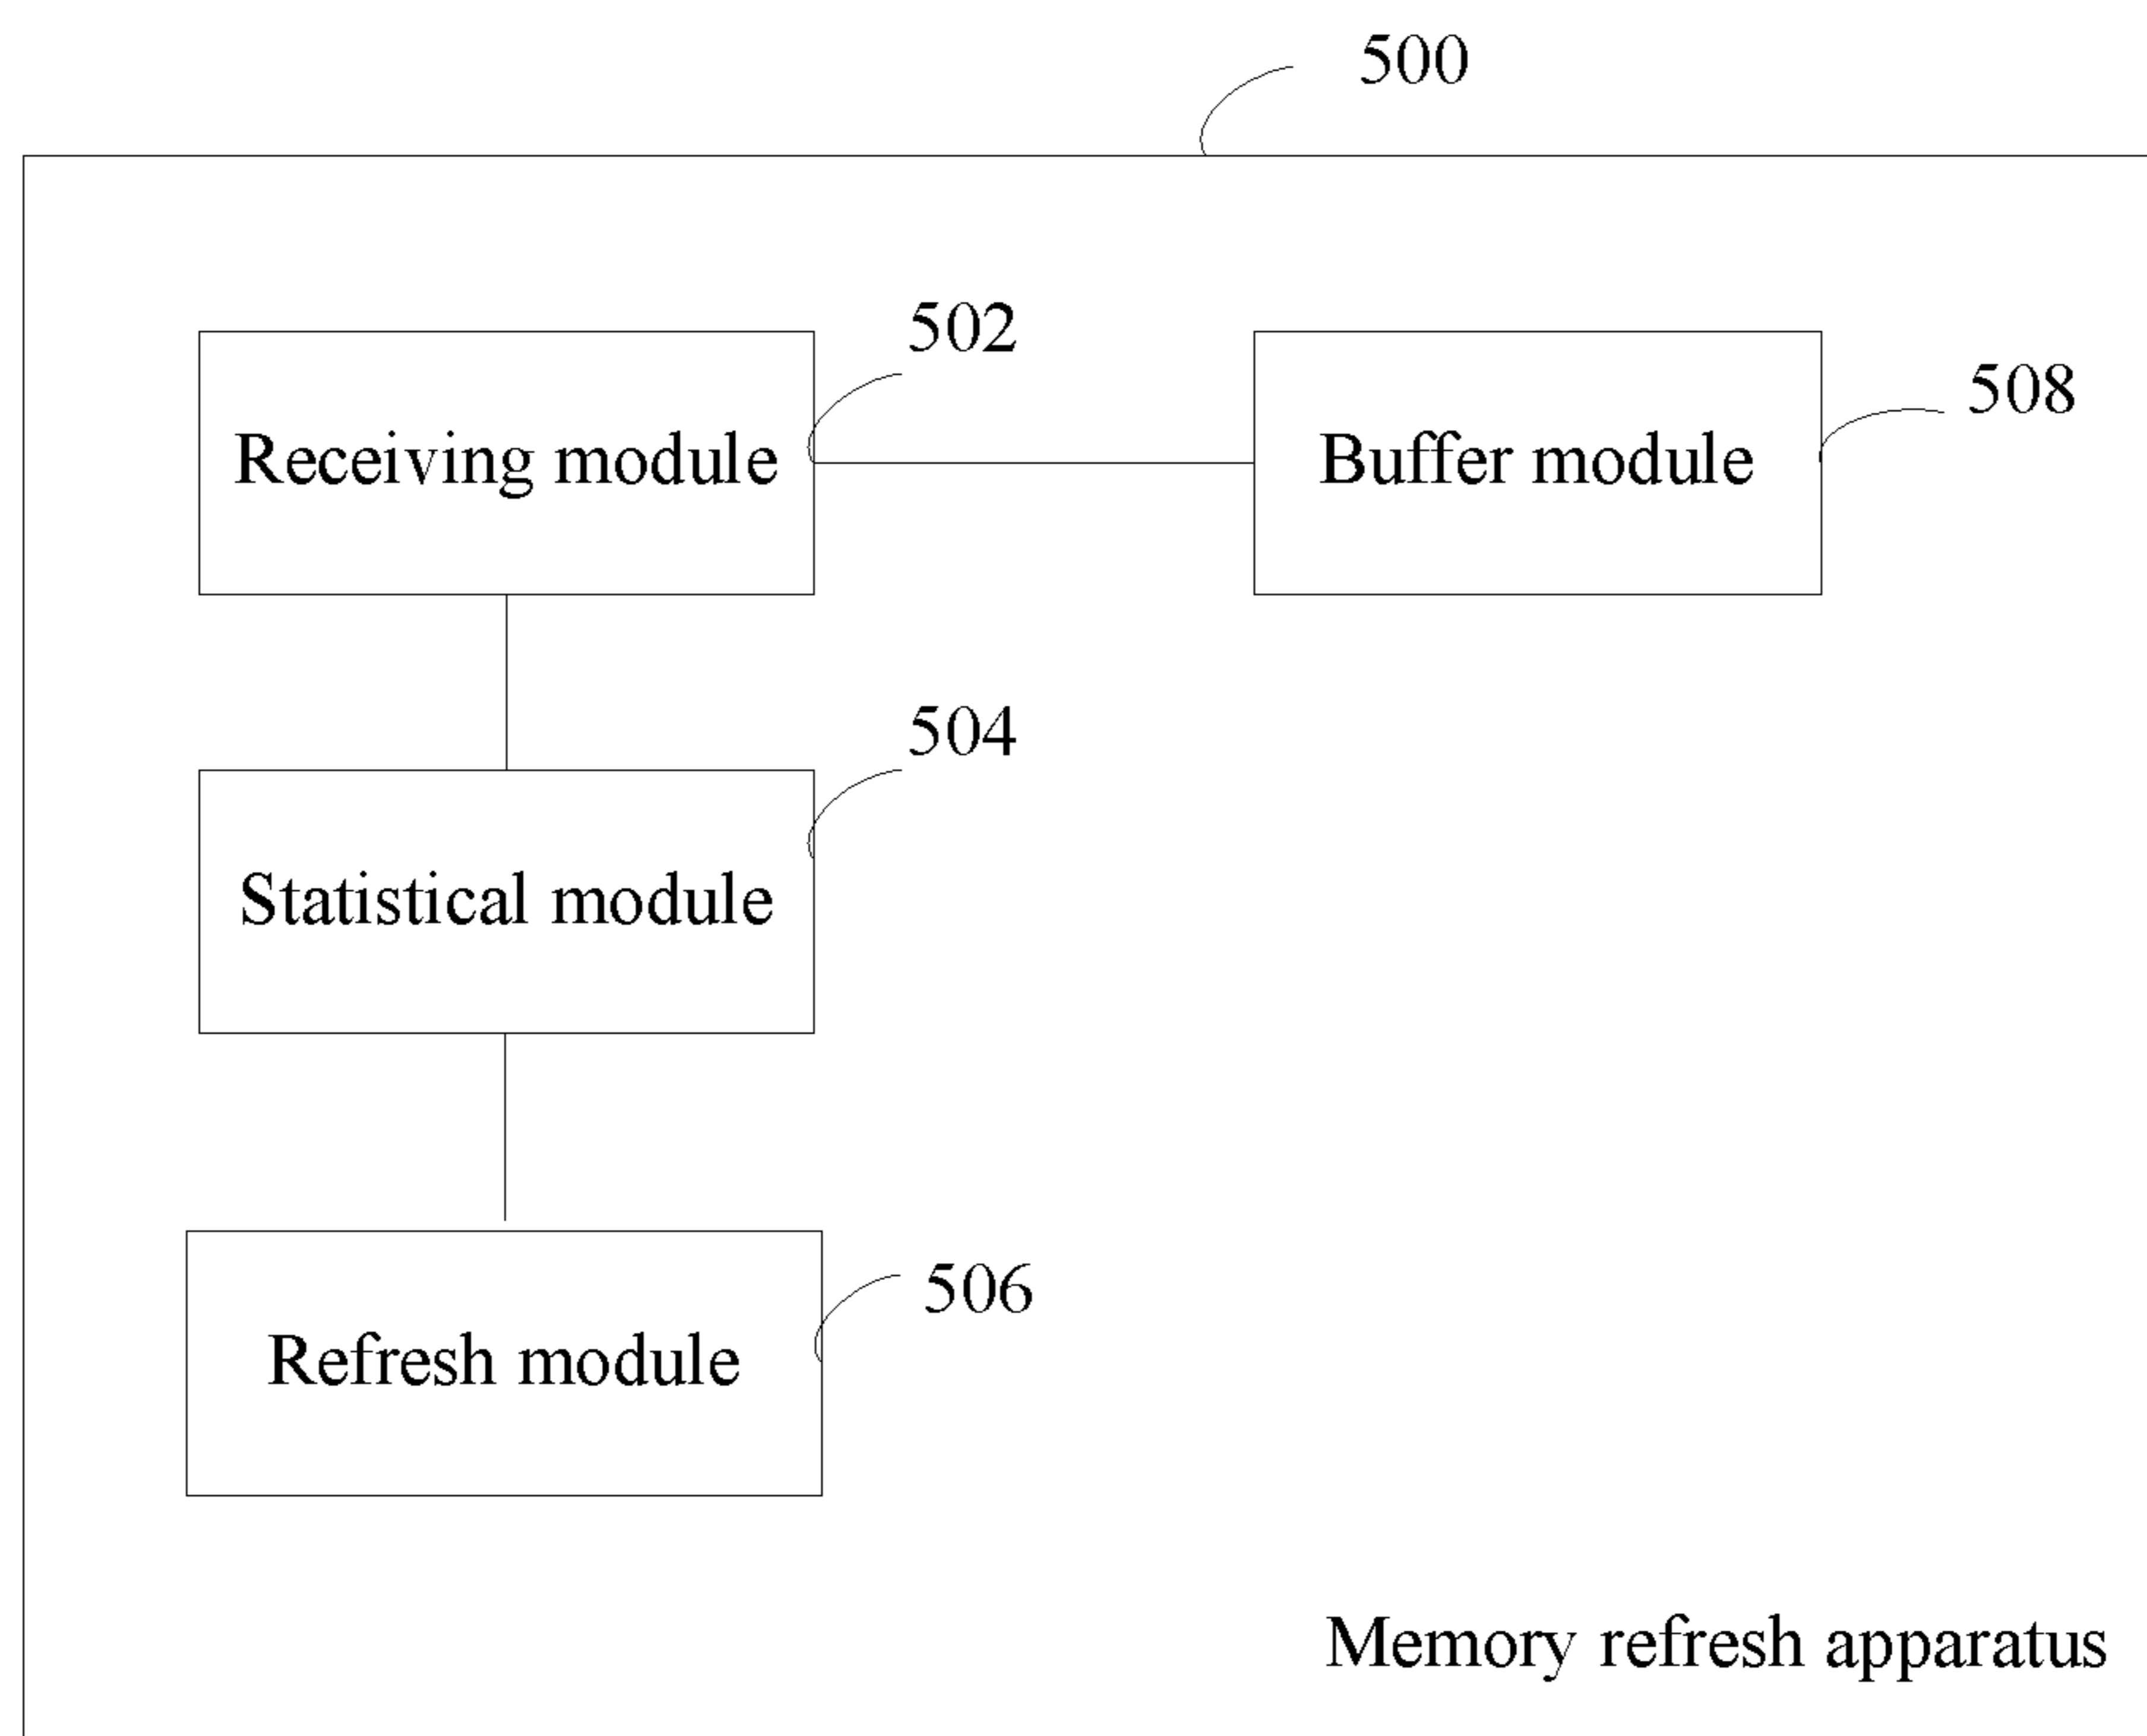 500
502
Receiving module
Buffer module
508
504
Statistical module
506
Refresh module
Memory refresh apparatus